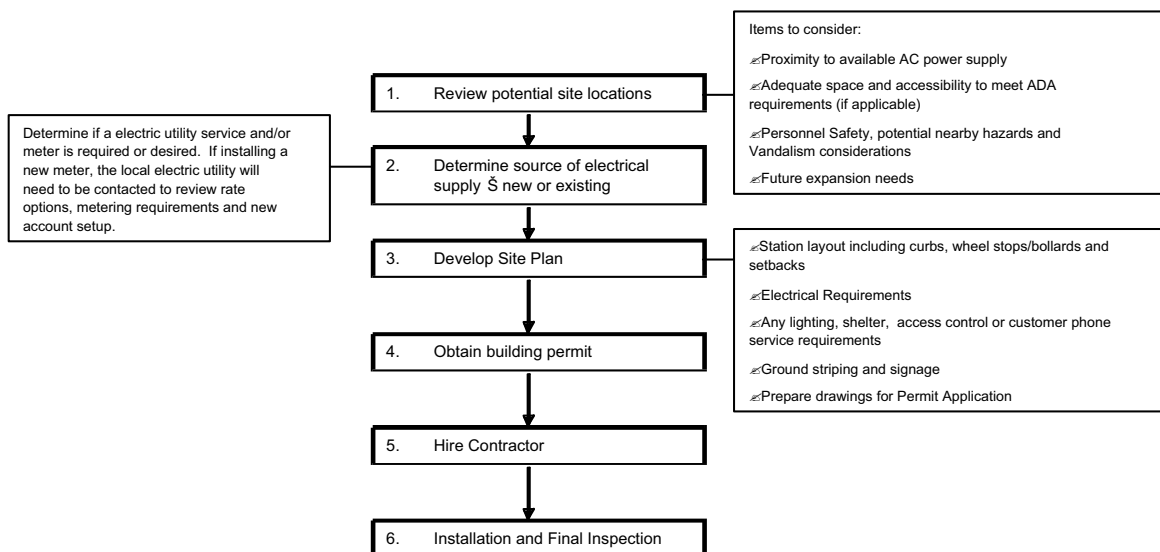 Items to consider:
✍Proximity to available AC power supply
✍Adequate space and accessibility to meet ADA
requirements (if applicable)
✍Personnel Safety, potential nearby hazards and
Vandalism considerations
✍Future expansion needs
1. Review potential site locations
Determine if a electric utility service and/or
meter is required or desired. If installing a
new meter, the local electric utility will
need to be contacted to review rate
options, metering requirements and new
account setup.
2. Determine source of electrical
supply Š new or existing
3. Develop Site Plan
✍Station layout including curbs, wheel stops/bollards and
setbacks
✍Electrical Requirements
✍Any lighting, shelter, access control or customer phone
service requirements
✍Ground striping and signage
✍Prepare drawings for Permit Application
4. Obtain building permit
5. Hire Contractor
6. Installation and Final Inspection